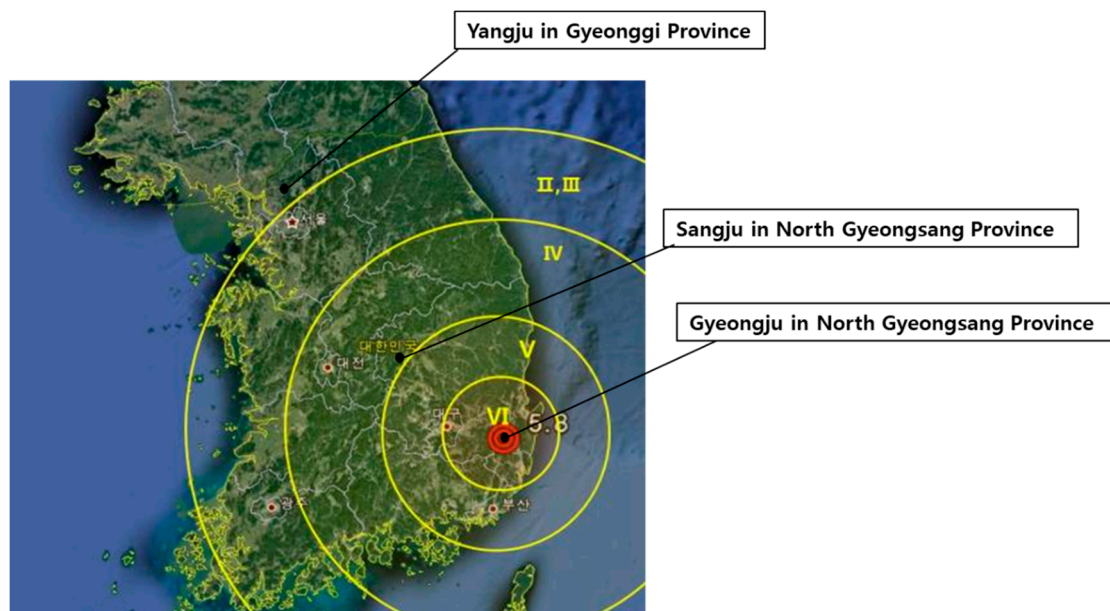 Yangju in Gyeonggi Province
II,III
서울
Sangju in North Gyeongsang Province
IV
Gyeongju in North Gyeongsang Province
대한민국
V
대전
VI
대구
5.8
광주
부산